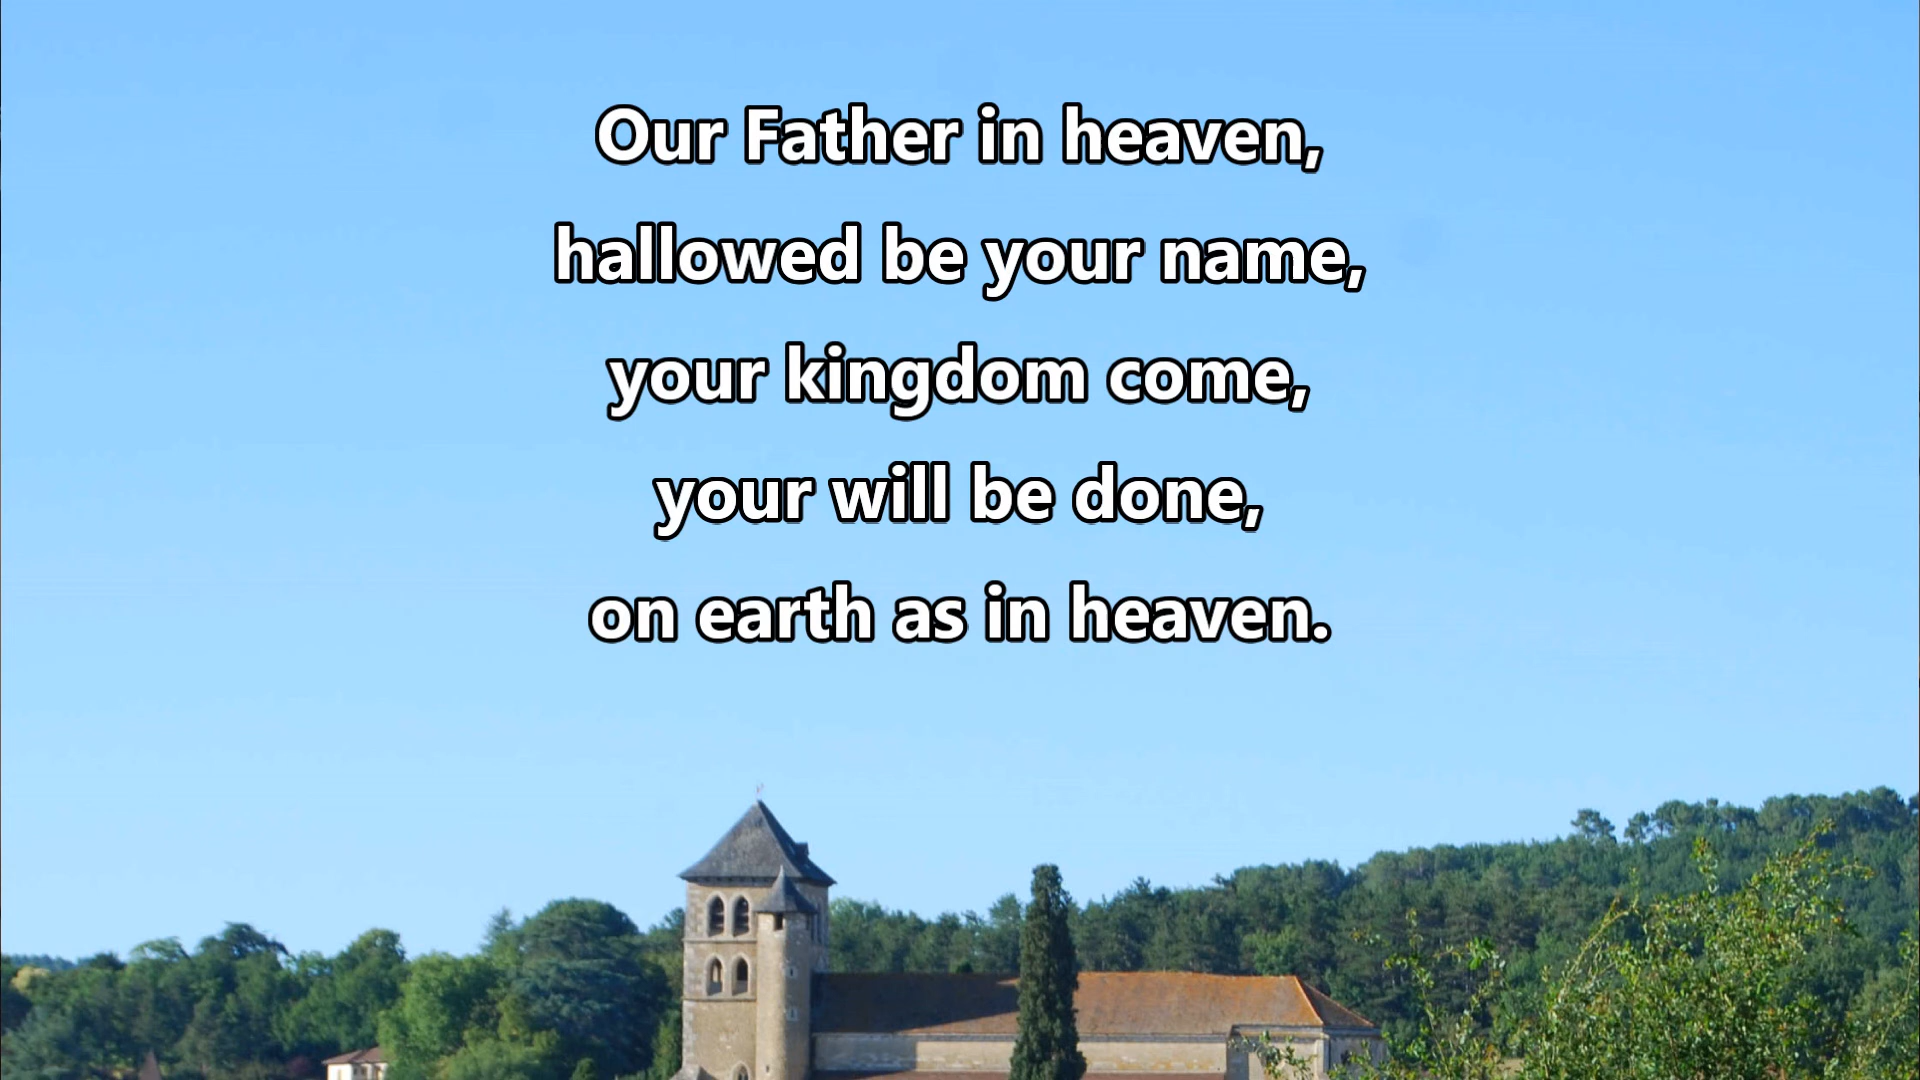 Our Father in heaven,
hallowed be your name,
your kingdom come,
your will be done,
on earth as in heaven.